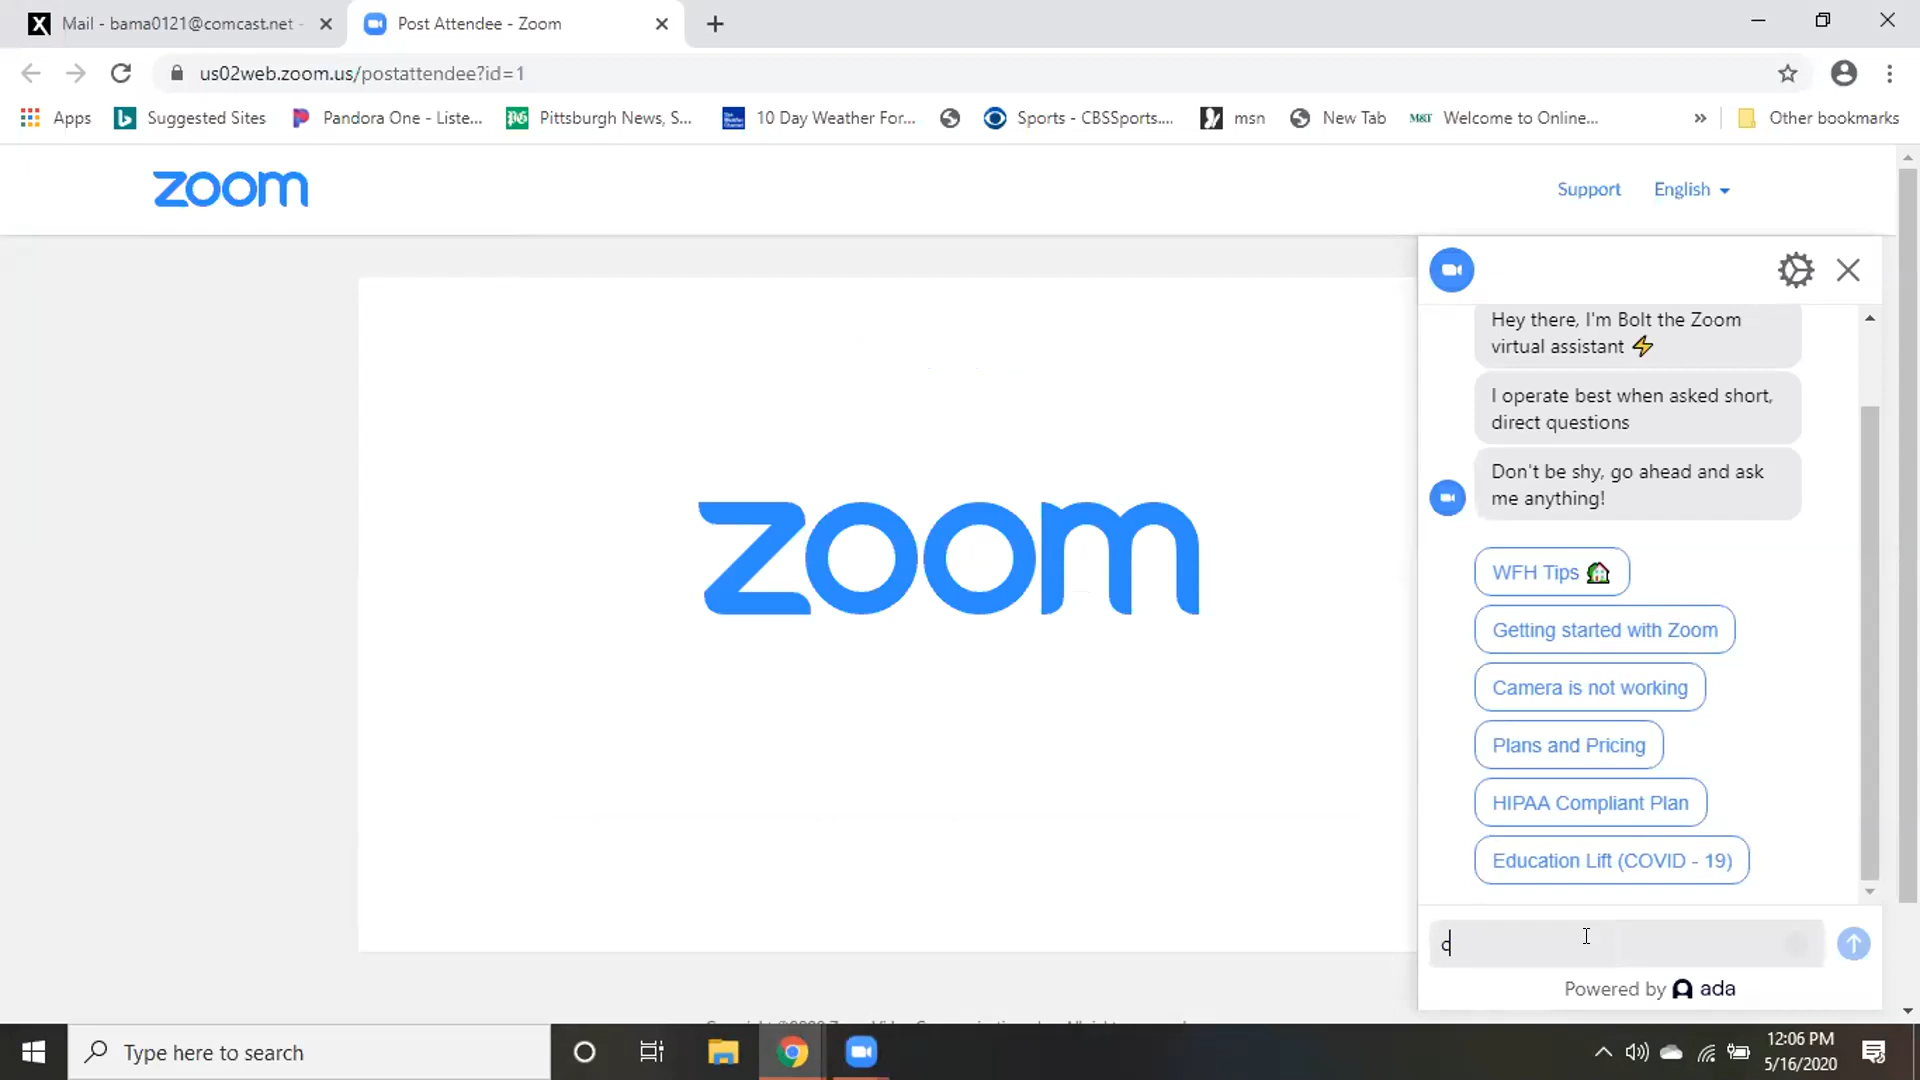 Mail - bama0121@comcast.net -
Post Attendee - Zoom
us02web.zoom.us/postattendee?id=1
Apps
Suggested Sites
Pandora One - Liste...
Pittsburgh News, S...
10 Day Weather For...
Sports - CBSSports....
msn
New Tab
M&T Welcome to Online...
Other bookmarks
zoom
Support
English
Hey there, I'm Bolt the Zoom
virtual assistant ⚡
I operate best when asked short,
direct questions
Don't be shy, go ahead and ask
me anything!
zoom
WFH Tips 🏠
Getting started with Zoom
Camera is not working
Plans and Pricing
HIPAA Compliant Plan
Education Lift (COVID - 19)
c
Powered by ada
Type here to search
12:06 PM
5/16/2020